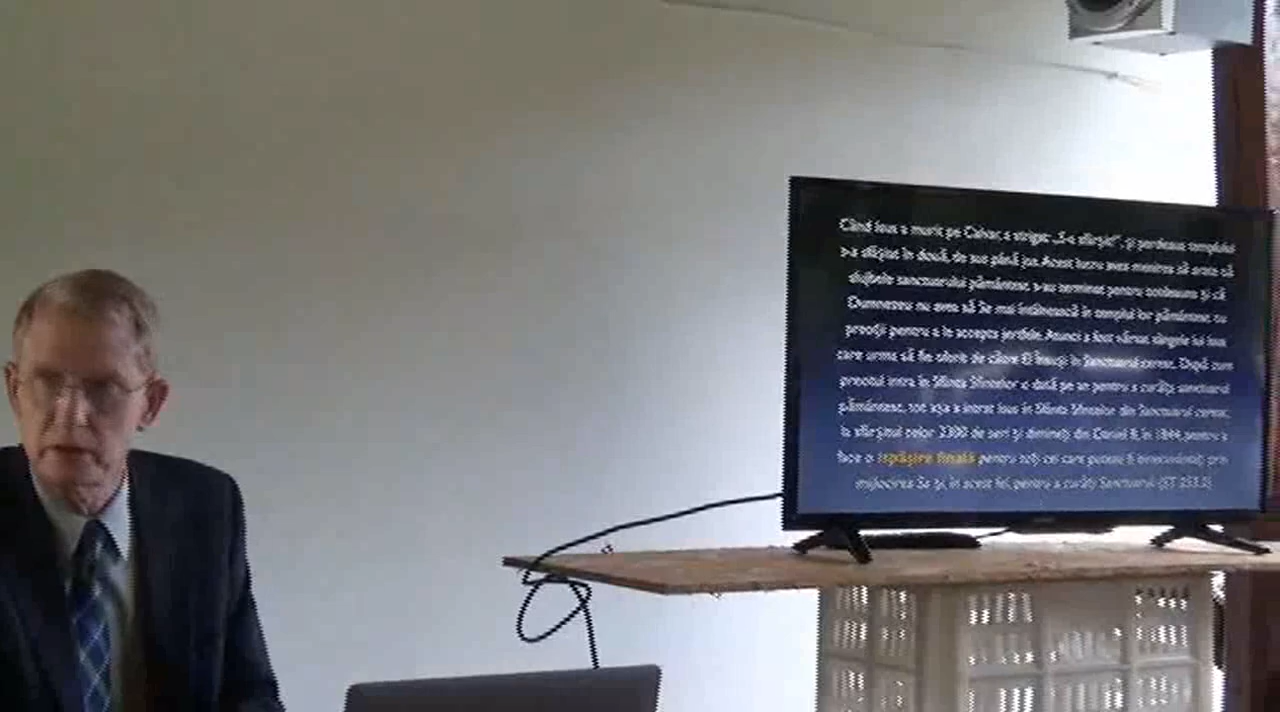 Când Isus a murit pe Calvar, a strigat „S-a sfârșit”, și perdeaua templului
s-a sfâșiat în două, de sus până jos. Acest lucru avea menirea să arate că
slujbele sanctuarului pământesc s-au terminat pentru totdeauna și că
Dumnezeu nu avea să Se mai întâlnească în templul lor pământesc cu
preoții pentru a le accepta jertfele. Atunci a fost vărsat sângele lui Isus,
care urma să fie oferit de către El Însuși în Sanctuarul ceresc. După cum
preotul intra în Sfânta Sfintelor o dată pe an pentru a curăți sanctuarul
pământesc, tot așa a intrat Isus în Sfânta Sfintelor din Sanctuarul ceresc,
la sfârșitul celor 2300 de seri și dimineți din Daniel 8, în 1844, pentru a
face o ispășire finală pentru toți cei care puteau fi binecuvântați prin
mijlocirea Sa și, în acest fel, pentru a curăți Sanctuarul